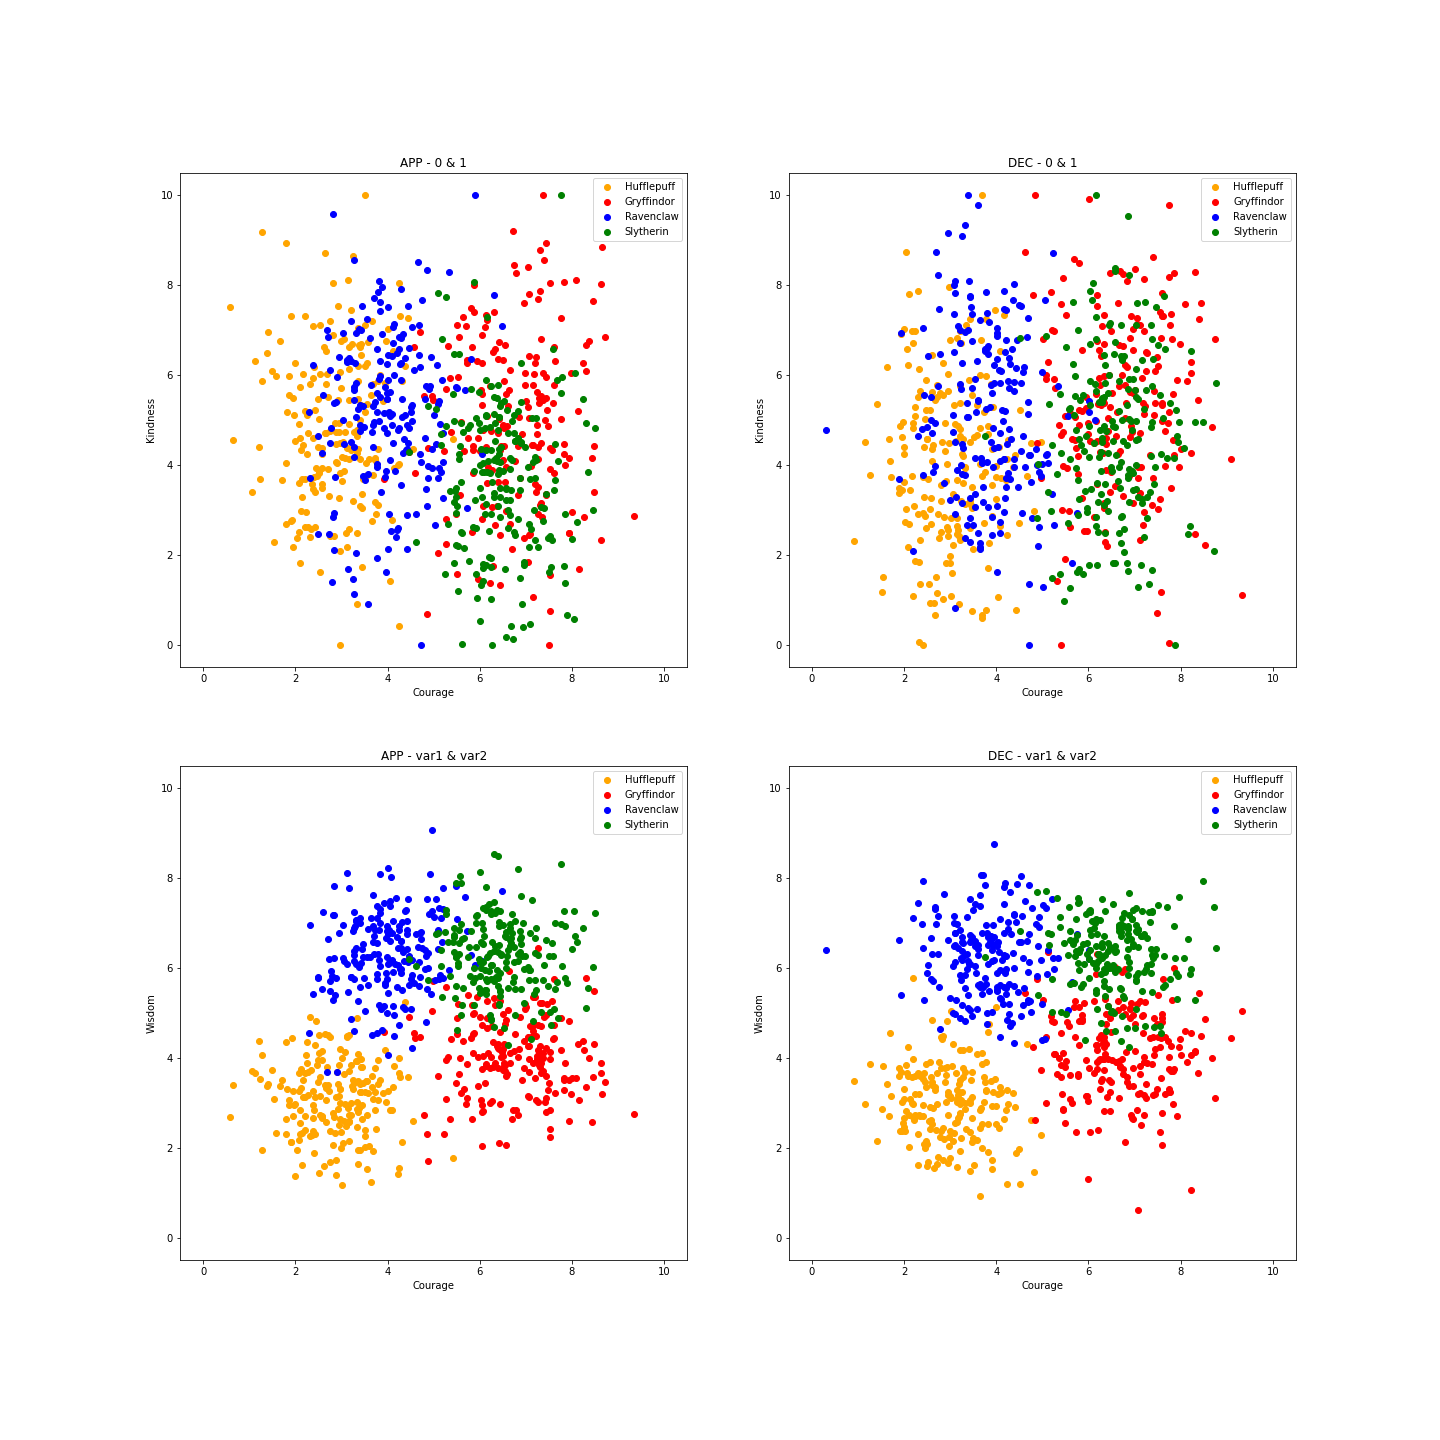 APP - 0 & 1
Kindness
10
8
6
4
2
0
Hufflepuff
Gryffindor
Ravenclaw
Slytherin
0 2 4 6 8 10
Courage
DEC - 0 & 1
Kindness
10
8
6
4
2
0
Hufflepuff
Gryffindor
Ravenclaw
Slytherin
0 2 4 6 8 10
Courage
APP - var1 & var2
Wisdom
10
8
6
4
2
0
Hufflepuff
Gryffindor
Ravenclaw
Slytherin
0 2 4 6 8 10
Courage
DEC - var1 & var2
Wisdom
10
8
6
4
2
0
Hufflepuff
Gryffindor
Ravenclaw
Slytherin
0 2 4 6 8 10
Courage